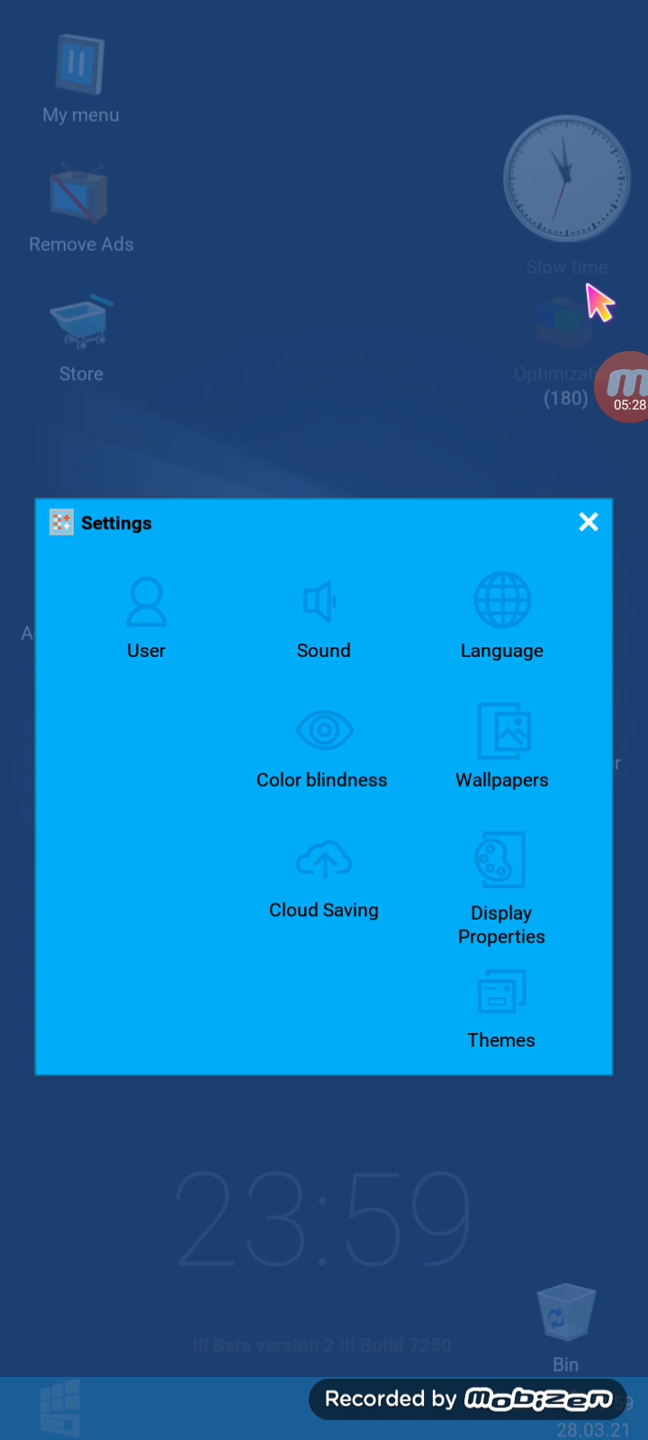 My menu
Remove Ads
Slow time
Store
(180)
05:28
Settings
User
Sound
Language
Color blindness
Wallpapers
Cloud Saving
Display
Properties
Themes
23:59
!!! Beta version 2 !!! Build 7250
Bin
Recorded by mobizen
28.03.21